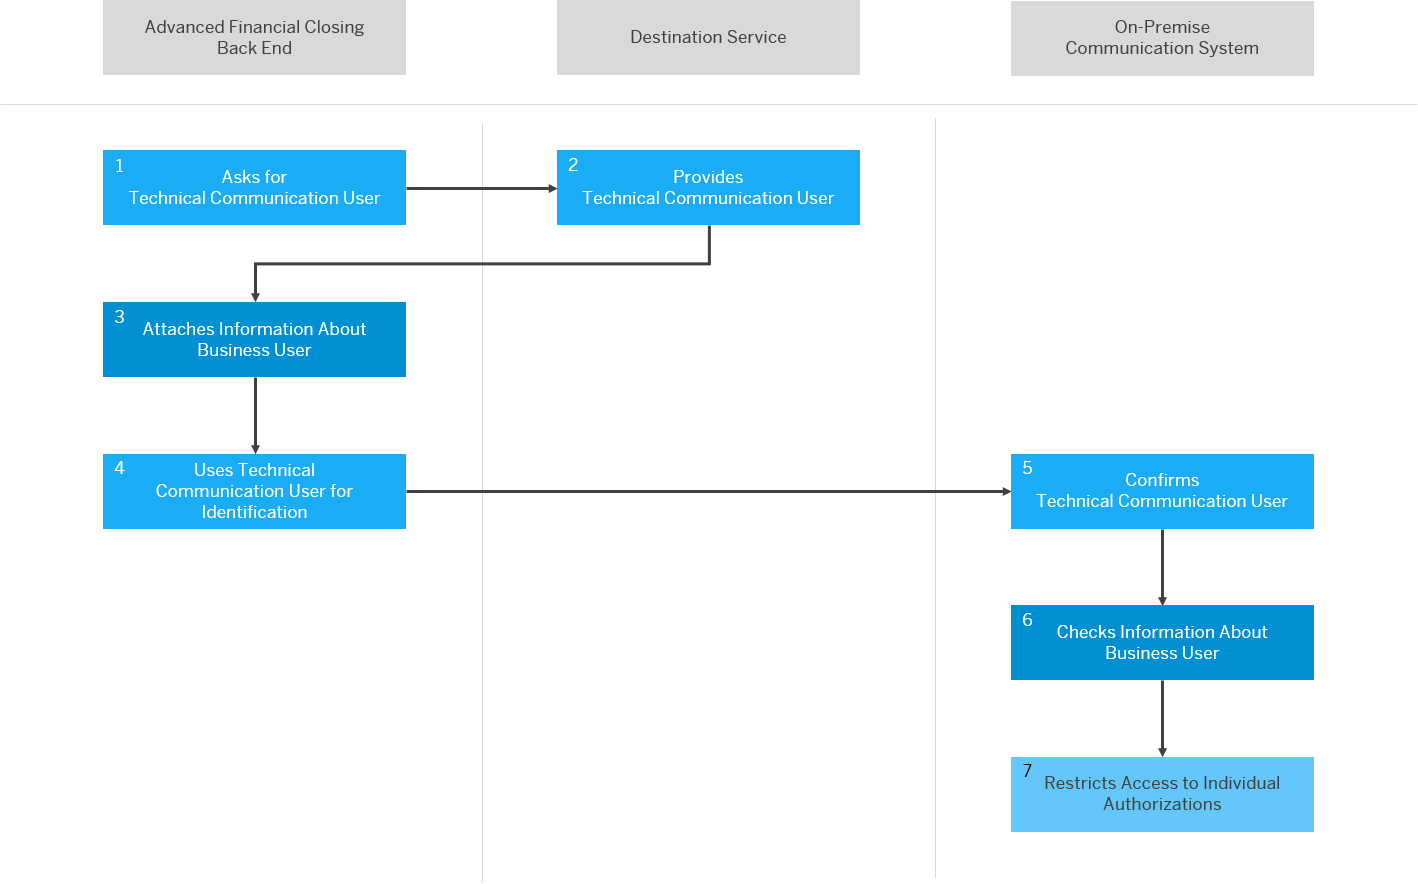 Advanced Financial Closing
Back End
Destination Service
On-Premise
Communication System
1
Asks for
Technical Communication User
2
Provides
Technical Communication User
3
Attaches Information About
Business User
4
Uses Technical
Communication User for
Identification
5
Confirms
Technical Communication User
6
Checks Information About
Business User
7
Restricts Access to Individual
Authorizations